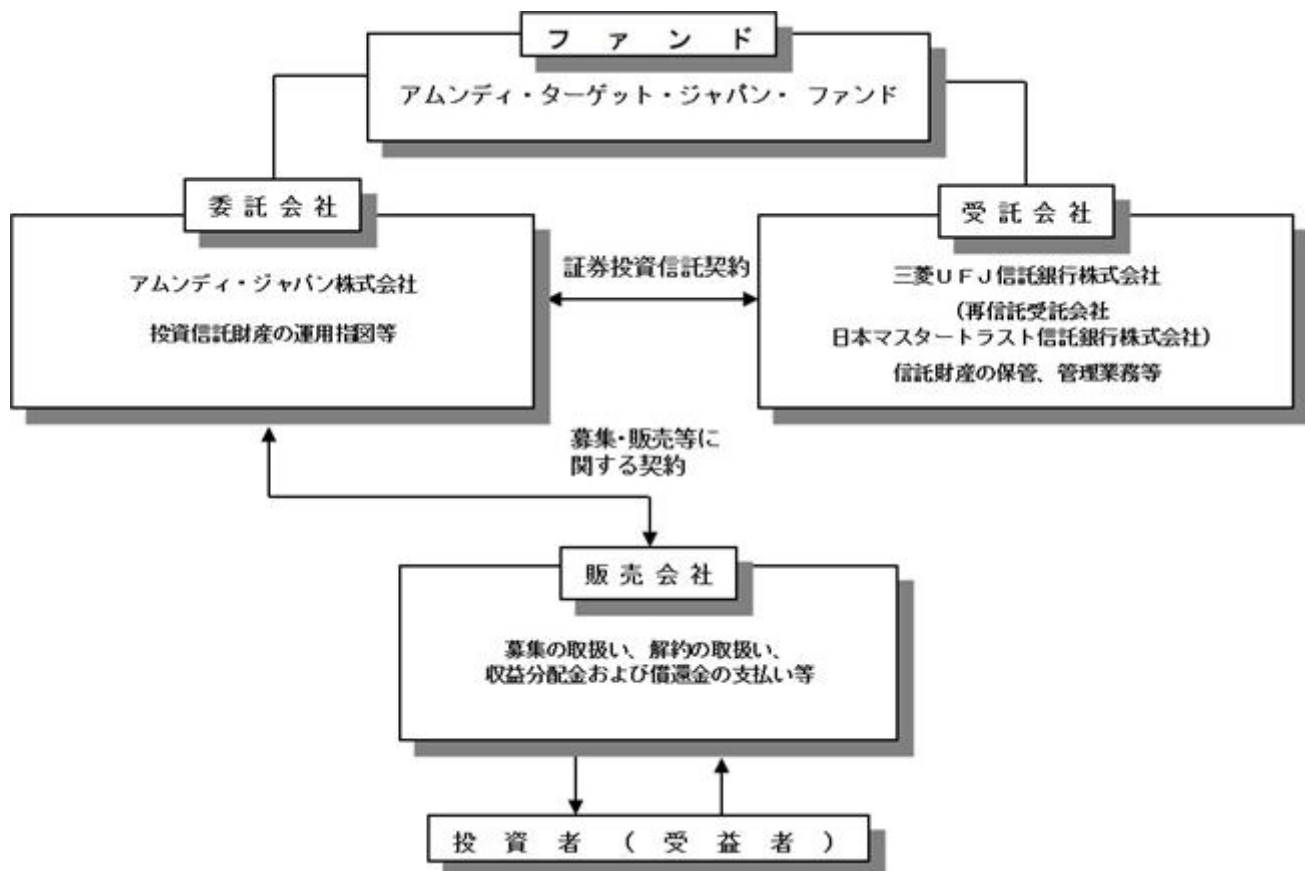 ファンド
アムンディ・ターゲット・ジャパン・ ファンド
委託会社
アムンディ・ジャパン株式会社
投資信託財産の運用指図等
証券投資信託契約
受託会社
三菱UFJ信託銀行株式会社
(再信託受託会社
日本マスタートラスト信託銀行株式会社)
信託財産の保管、管理業務等
募集・販売等に
関する契約
販売会社
募集の取扱い、解約の取扱い、
収益分配金および償還金の支払い等
投資者(受益者)